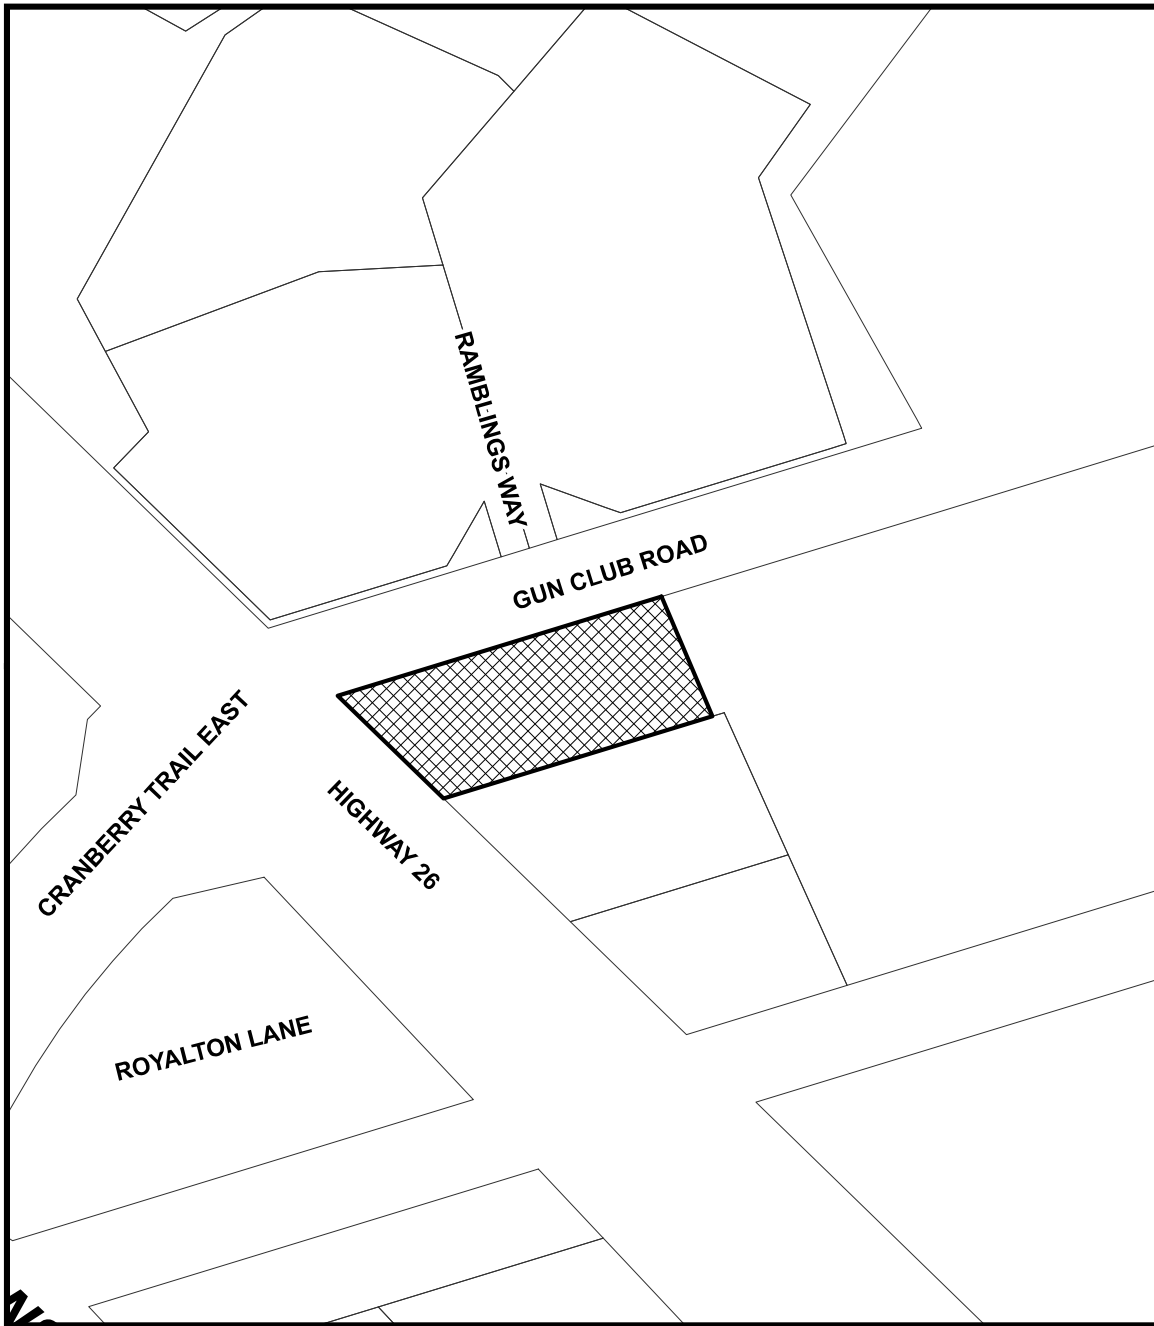 RAMBLINGS WAY
GUN CLUB ROAD
CRANBERRY TRAIL EAST
HIGHWAY 26
ROYALTON LANE